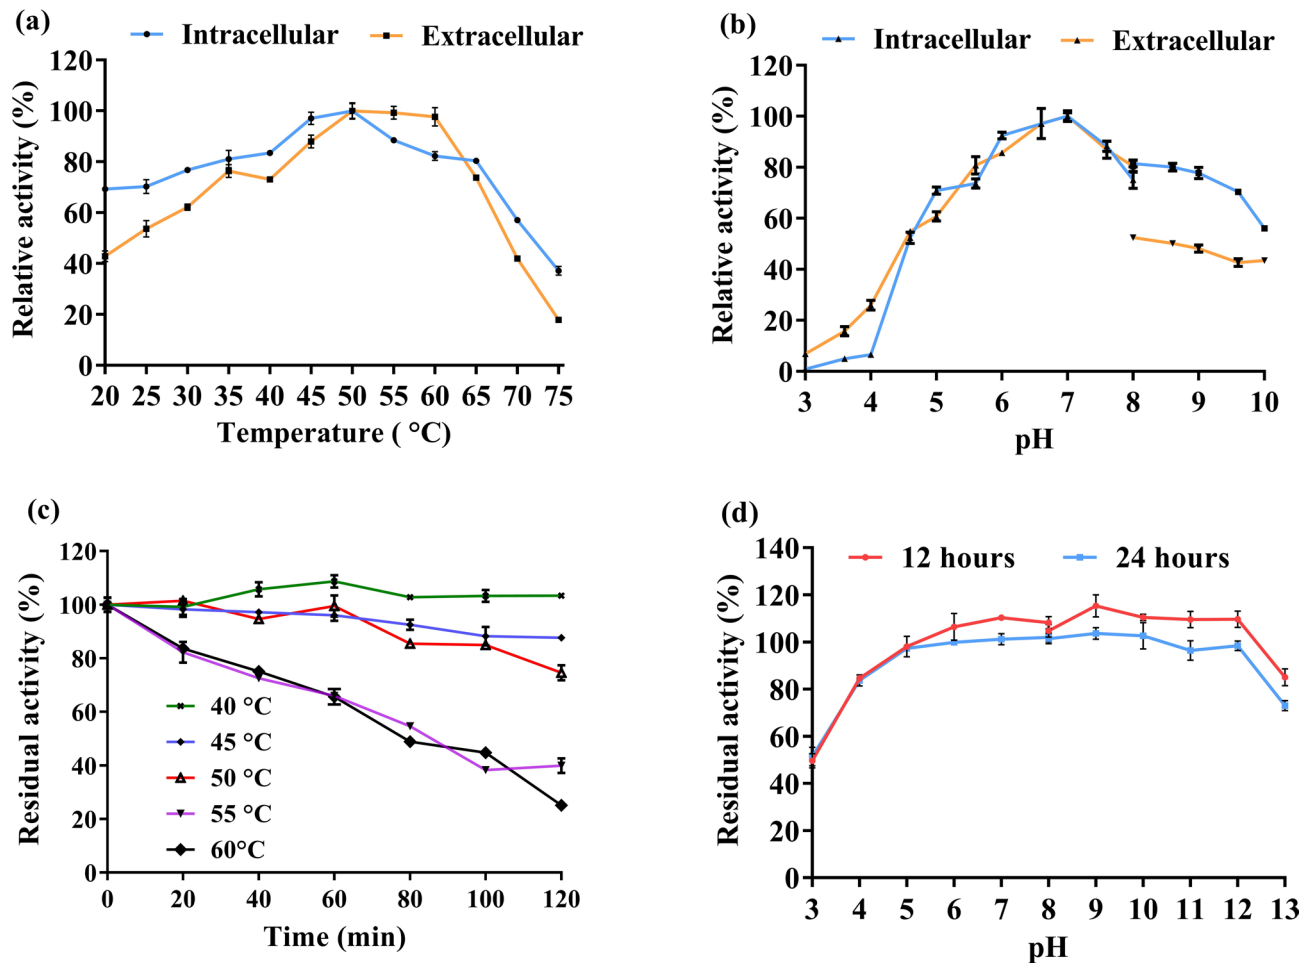 (a)
Intracellular Extracellular
Relative activity (%)
120
100
80
60
40
20
0
20 25 30 35 40 45 50 55 60 65 70 75
Temperature ( °C)
(b)
Intracellular Extracellular
Relative activity (%)
120
100
80
60
40
20
0
3 4 5 6 7 8 9 10
pH
(c)
Residual activity (%)
120
100
80
60
40
20
0
40 °C
45 °C
50 °C
55 °C
60°C
0 20 40 60 80 100 120
Time (min)
(d)
12 hours 24 hours
Residual activity (%)
140
120
100
80
60
40
20
0
3 4 5 6 7 8 9 10 11 12 13
pH